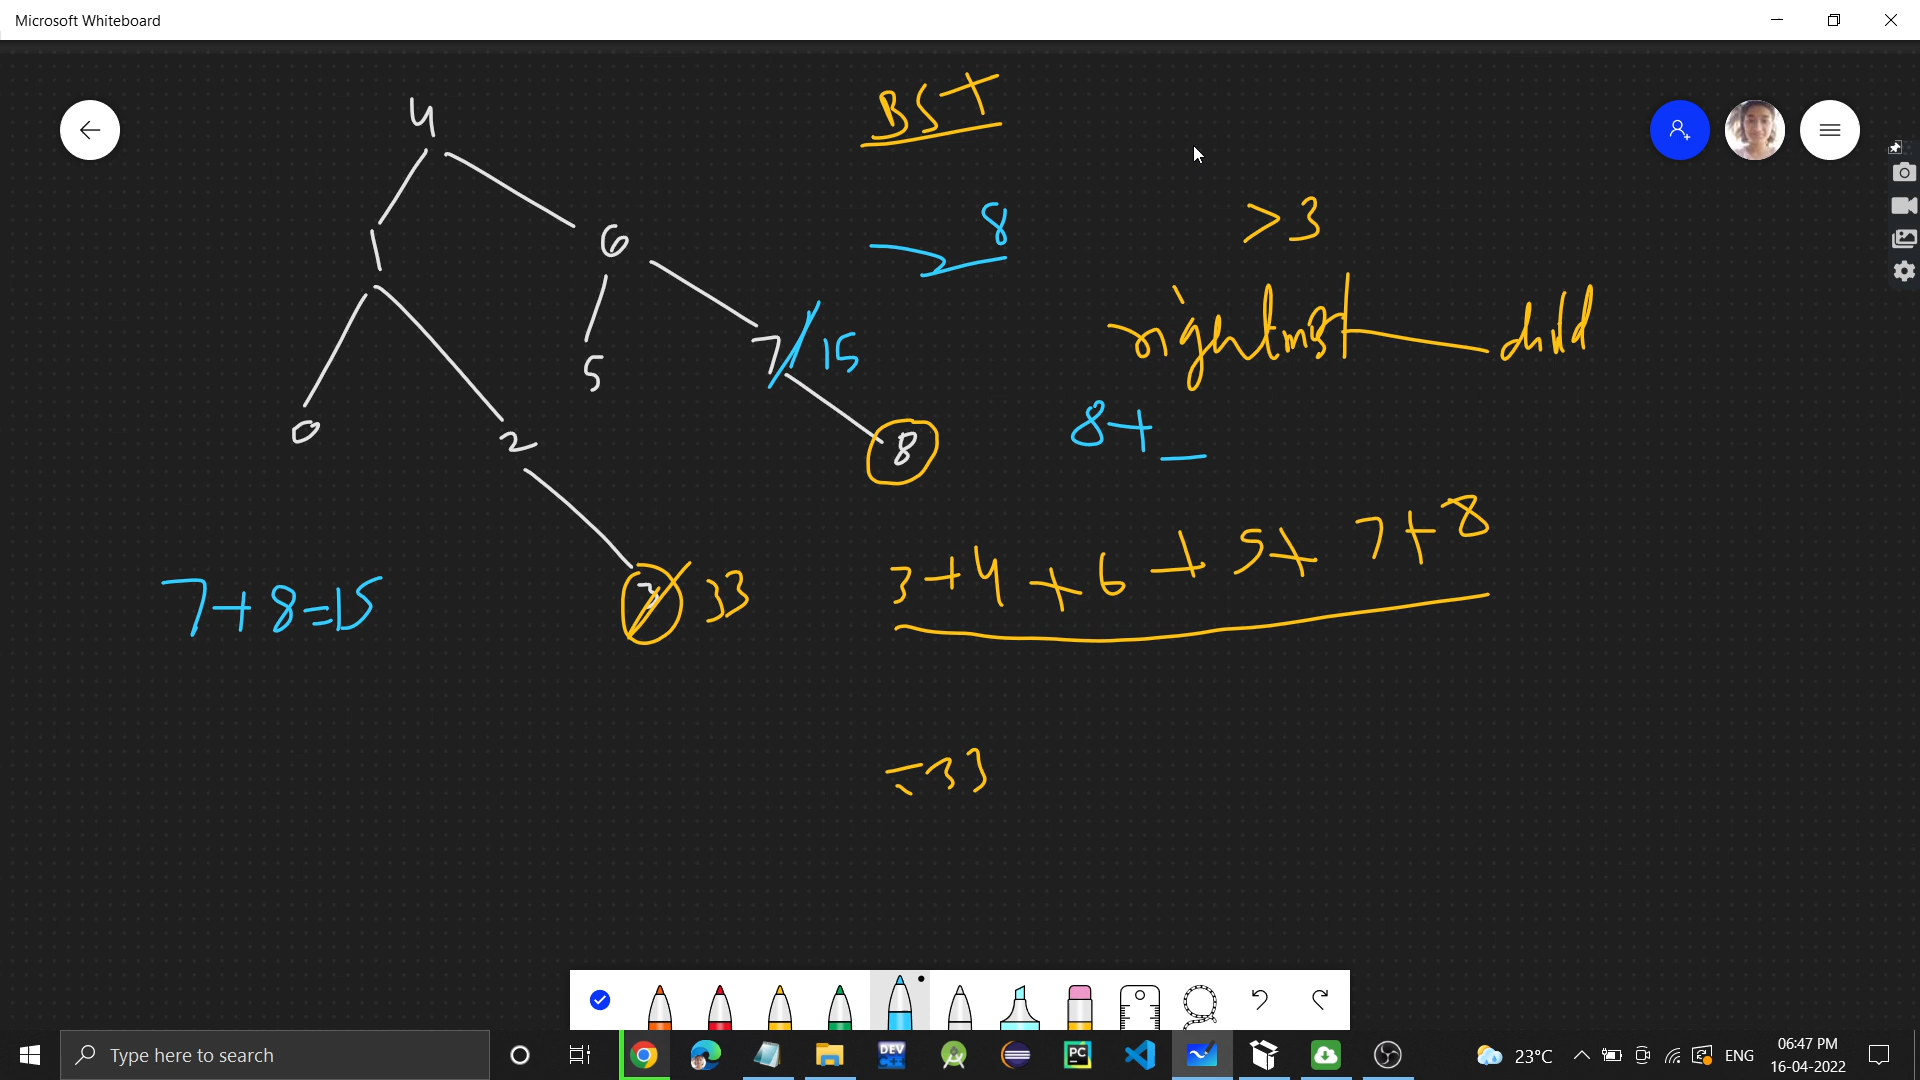 Microsoft Whiteboard
BST
4
1
6
8
>3
7 15
5
rightmost child
0
2
8
8+_
3+4+6+5+7+8
3 33
7+8=15
=33
Type here to search
DEV
C++
PC
23°C
ENG
06:47 PM
16-04-2022